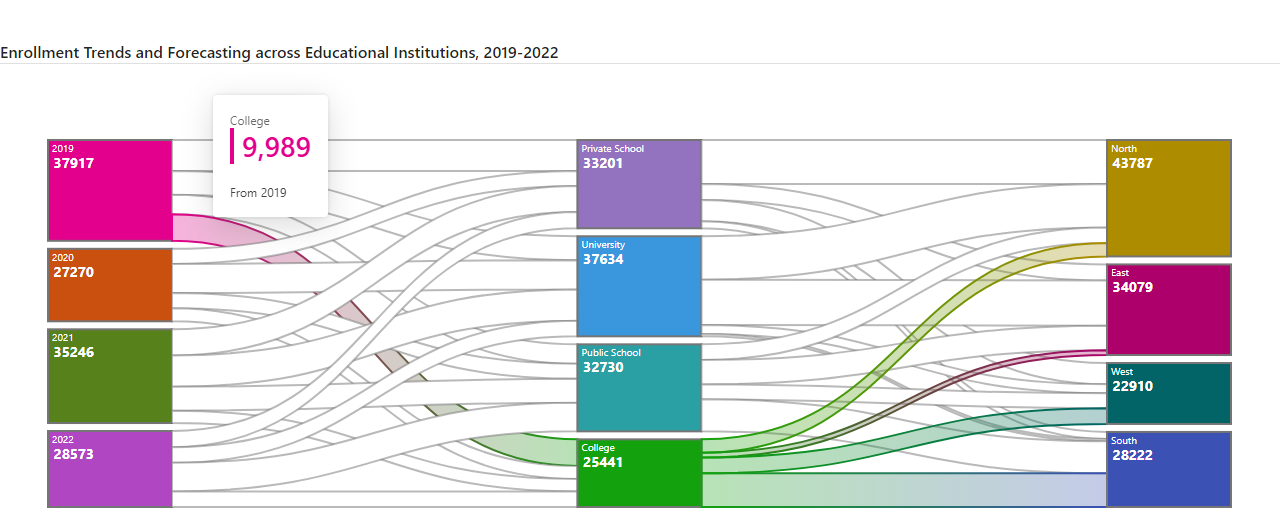 Enrollment Trends and Forecasting across Educational Institutions, 2019-2022
College
9,989
From 2019
2019
37917
2020
27270
2021
35246
2022
28573
Private School
33201
University
37634
Public School
32730
College
25441
North
43787
East
34079
West
22910
South
28222